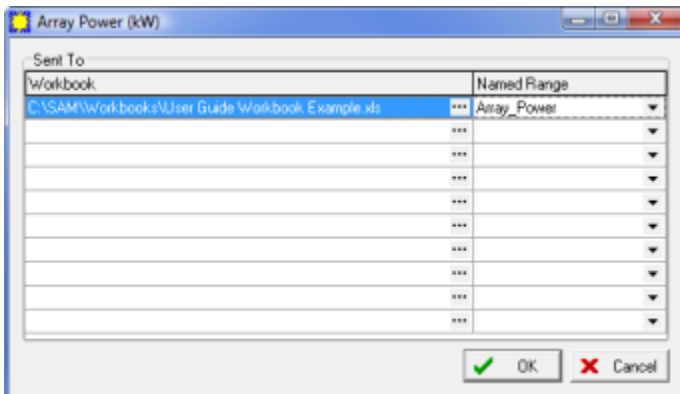 Array Power (kW)
Sent To
Workbook Named Range
C:\SAM\Workbooks\User Guide Workbook Example.xls ... Array_Power
...
...
...
...
...
...
...
...
...
OK Cancel